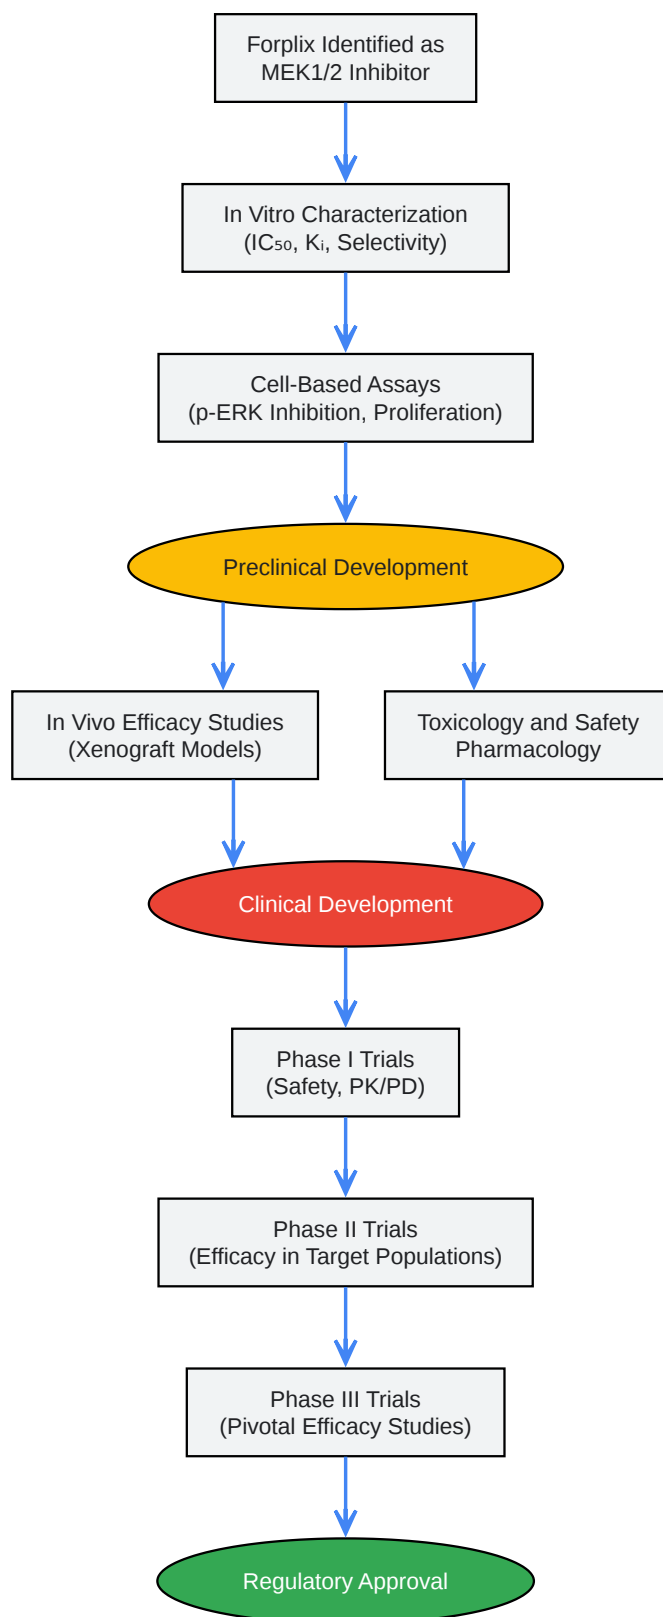 Forplix Identified as
MEK1/2 Inhibitor
In Vitro Characterization
(IC₅₀, Kᵢ, Selectivity)
Cell-Based Assays
(p-ERK Inhibition, Proliferation)
Preclinical Development
In Vivo Efficacy Studies
(Xenograft Models)
Toxicology and Safety
Pharmacology
Clinical Development
Phase I Trials
(Safety, PK/PD)
Phase II Trials
(Efficacy in Target Populations)
Phase III Trials
(Pivotal Efficacy Studies)
Regulatory Approval